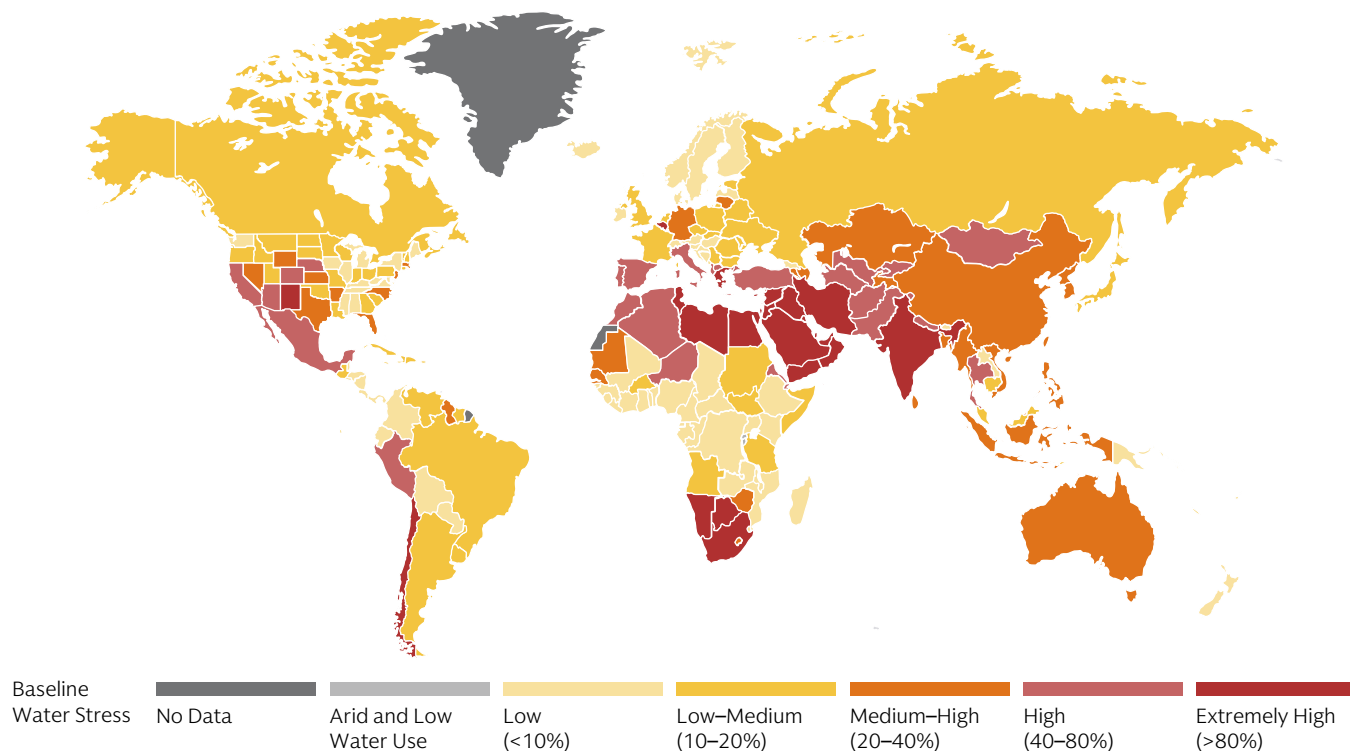 Baseline
Water Stress
No Data
Arid and Low
Water Use
Low
(<10%)
Low–Medium
(10–20%)
Medium–High
(20–40%)
High
(40–80%)
Extremely High
(>80%)